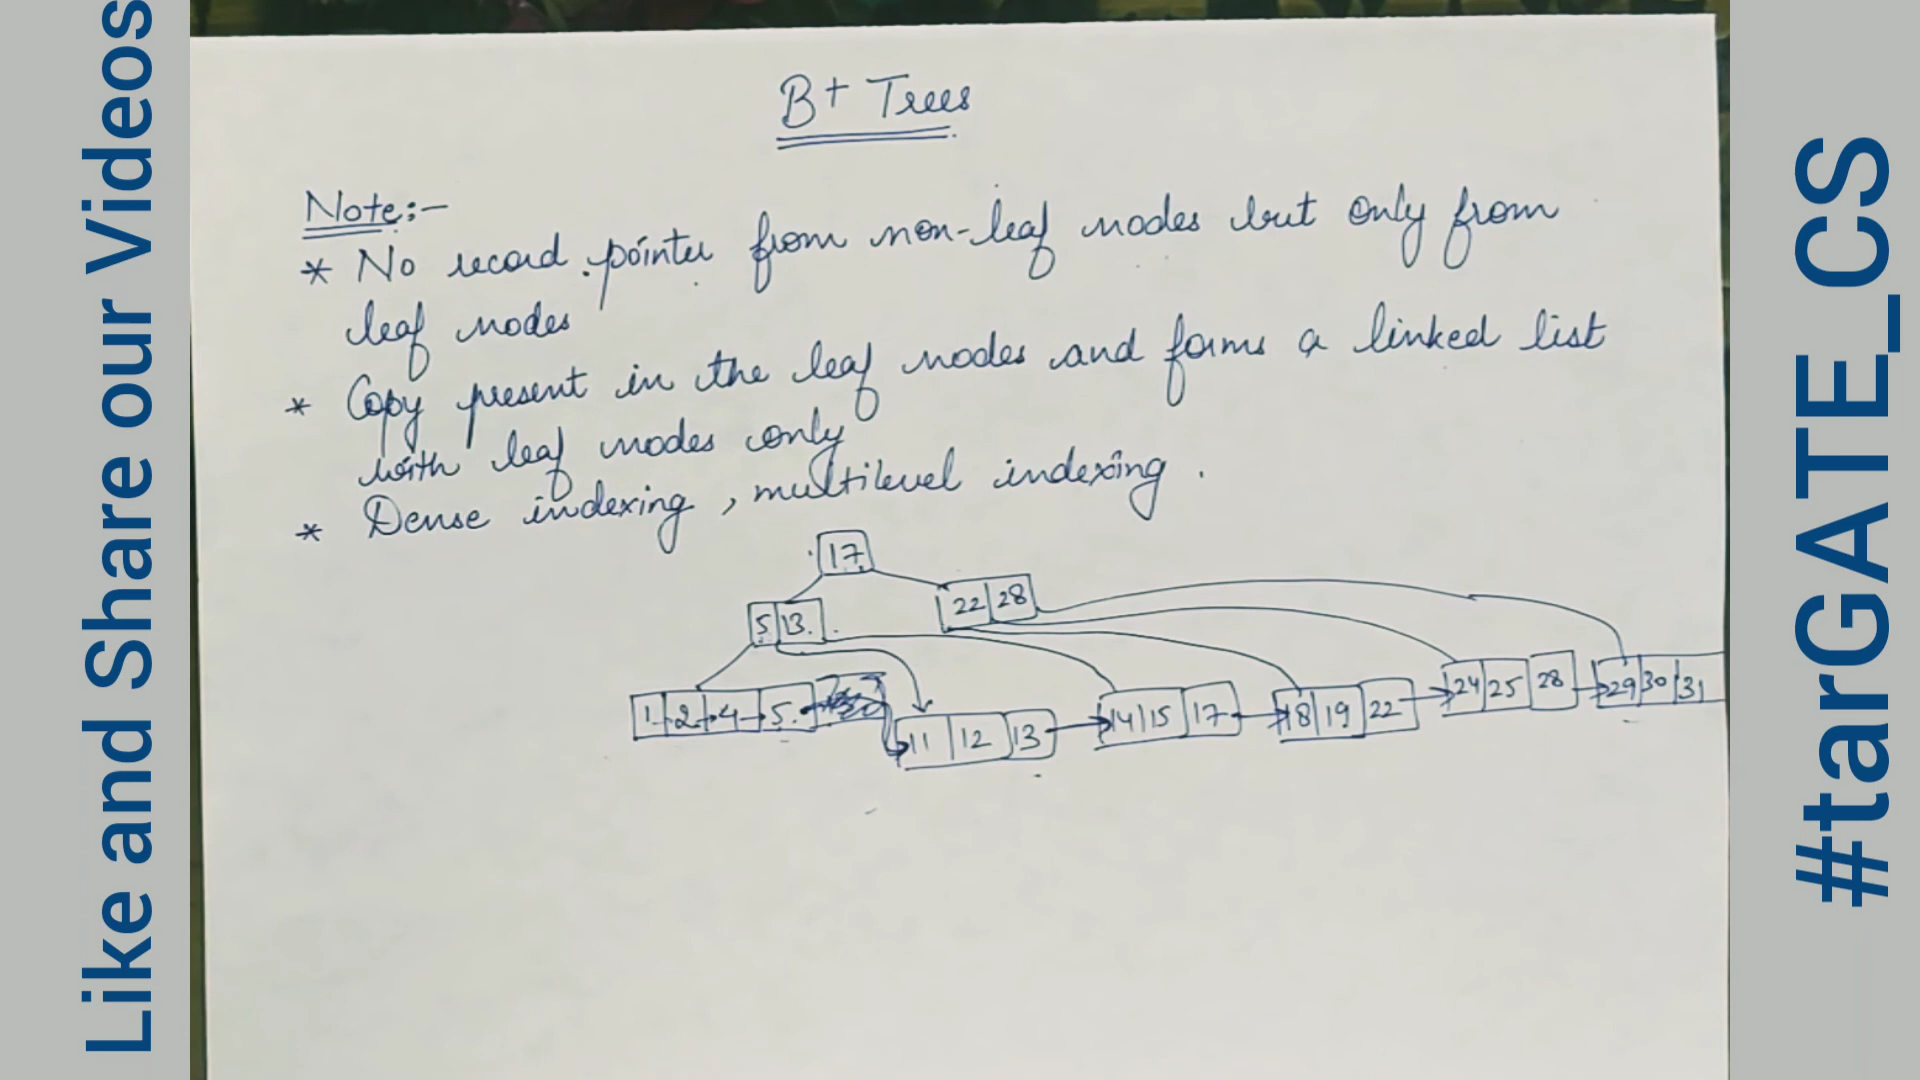 Like and Share our Videos
B+ Trees
Note:-
* No record pointer from non-leaf nodes but only from
leaf nodes
* Copy present in the leaf nodes and forms a linked list
with leaf nodes only
* Dense indexing, multilevel indexing.
17
5 13
22 28
1 2 4 5
11 12 13
14 15 17
18 19 22
24 25 28
29 30 31
#tarGATE_CS